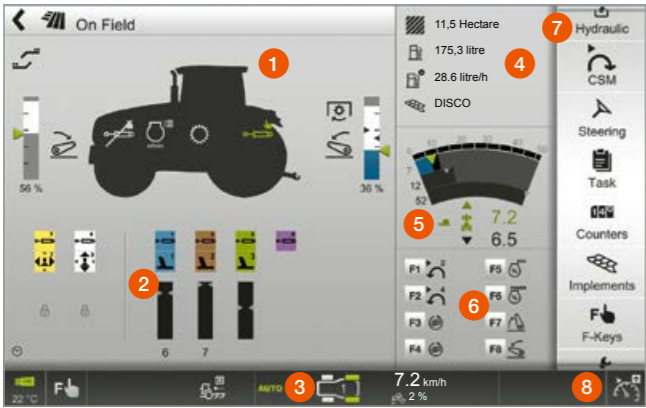 On Field
1
56 %
36 %
2
6 7
11,5 Hectare
175,3 litre
28.6 litre/h
DISCO
4
7
12
52
5
7.2
6.5
F1
F2
F3
F4
F5
F6
F7
F8
6
7
Hydraulic
CSM
Steering
Task
Counters
Implements
F-Keys
22 °C
F
AUTO
3
7.2 km/h
2 %
8